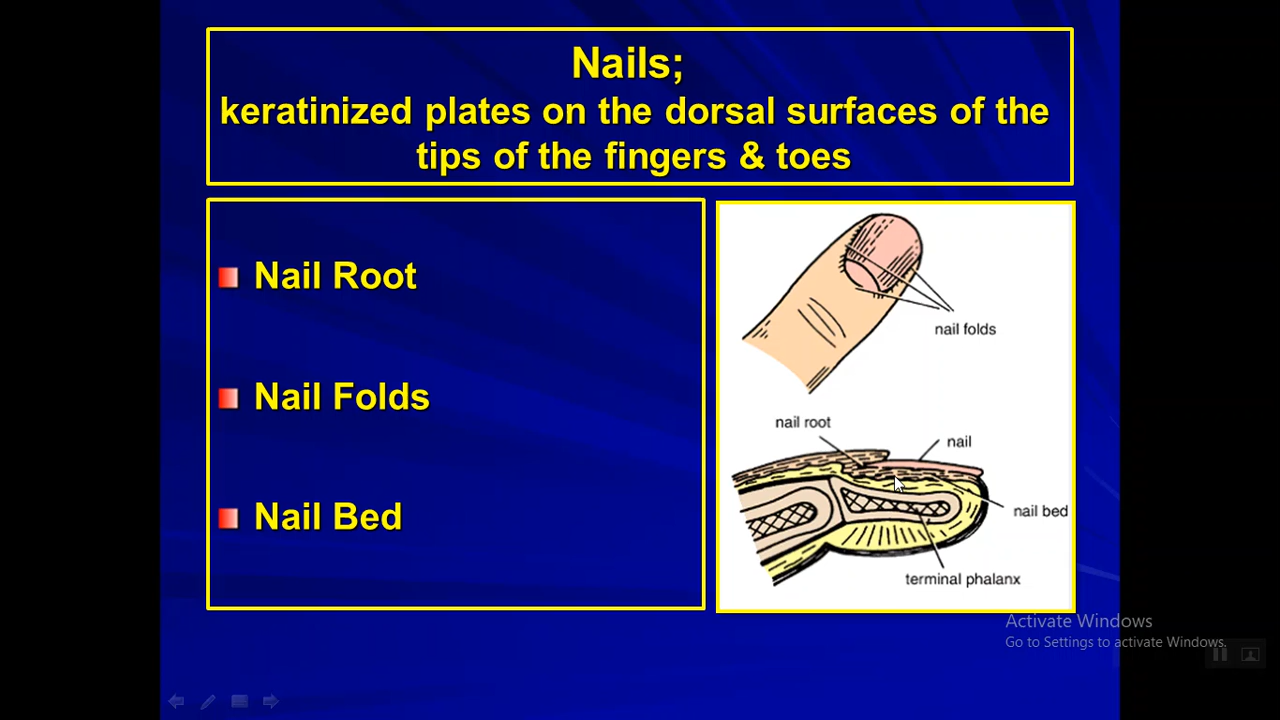 Nails;
keratinized plates on the dorsal surfaces of the
tips of the fingers & toes
Nail Root
Nail Folds
Nail Bed
nail folds
nail root
nail
nail bed
terminal phalanx
Activate Windows
Go to Settings to activate Windows.